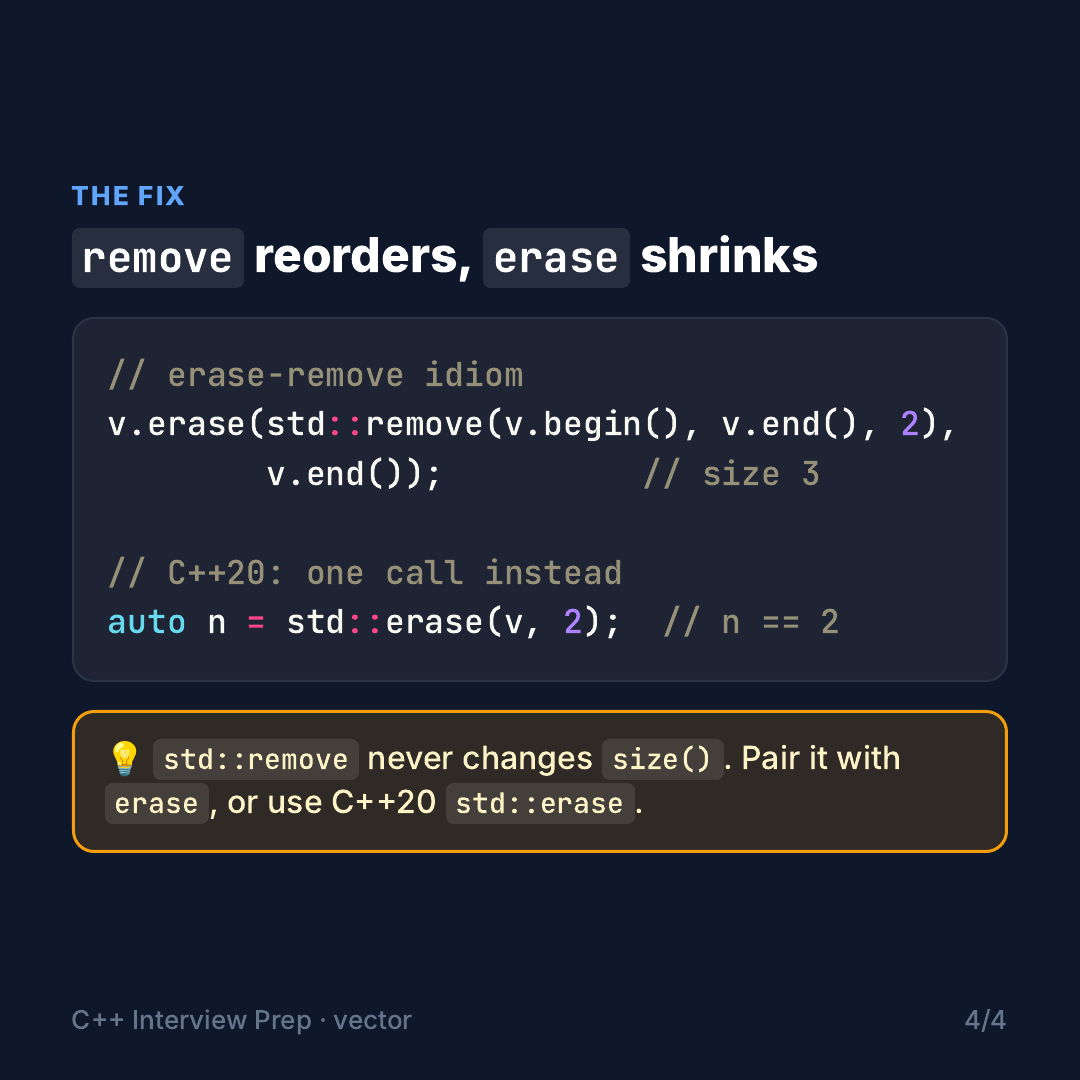 THE FIX
remove reorders, erase shrinks
// erase-remove idiom
v.erase(std::remove(v.begin(), v.end(), 2),
        v.end());          // size 3
// C++20: one call instead
auto n = std::erase(v, 2);  // n == 2
💡 std::remove never changes size(). Pair it with
erase, or use C++20 std::erase.
C++ Interview Prep · vector
4/4